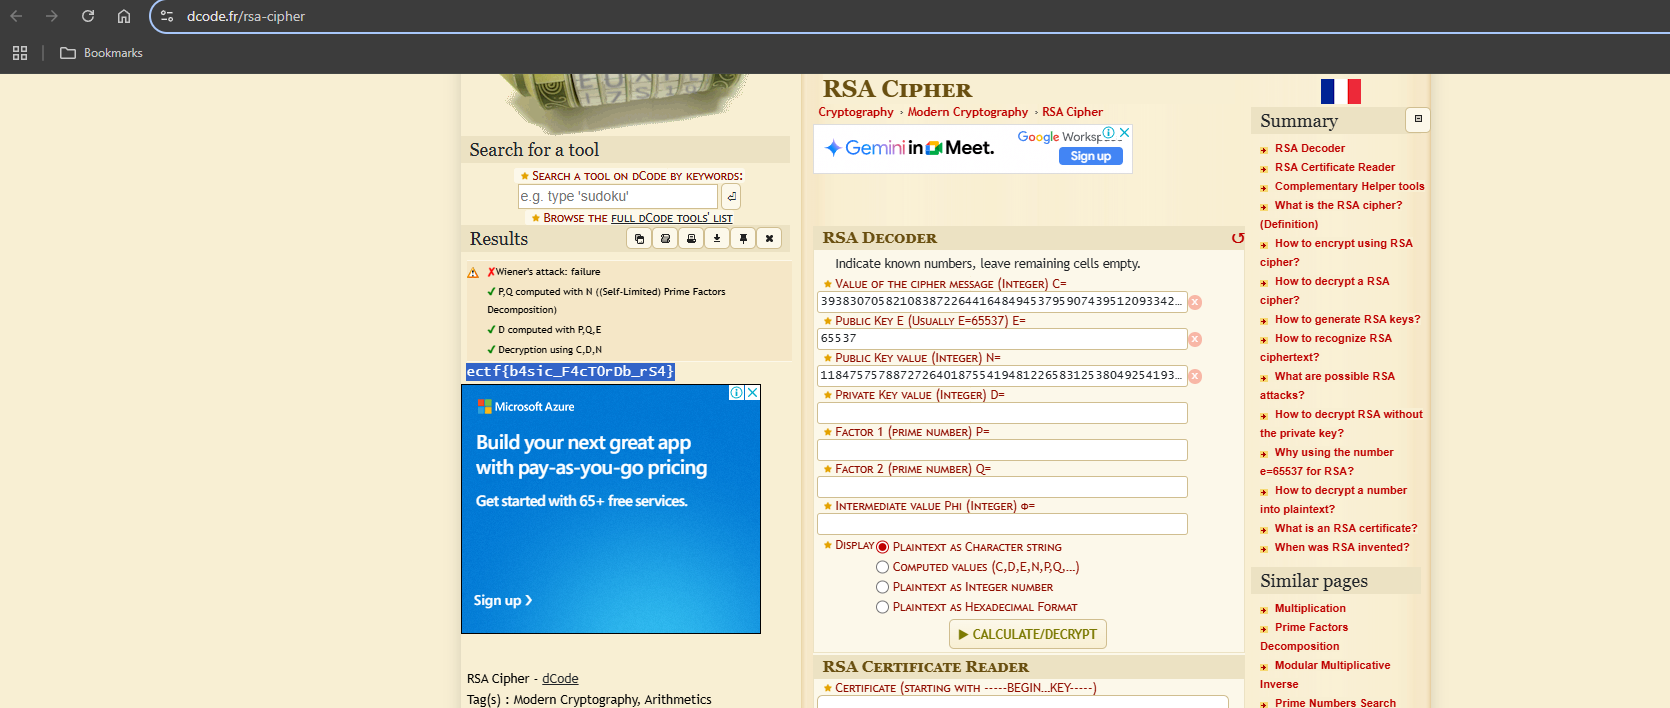 dcode.fr/rsa-cipher
Bookmarks
Search for a tool
★ Search a tool on dCode by keywords:
e.g. type 'sudoku'
★ Browse the full dCode tools' list
Results
✗Wiener's attack: failure
✓ P,Q computed with N ((Self-Limited) Prime Factors
Decomposition)
✓ D computed with P,Q,E
✓ Decryption using C,D,N
ectf{b4sic_F4cT0rDb_rS4}
Microsoft Azure
Build your next great app
with pay-as-you-go pricing
Get started with 65+ free services.
Sign up ❯
RSA Cipher - dCode
Tag(s) : Modern Cryptography, Arithmetics
RSA Cipher
Cryptography › Modern Cryptography › RSA Cipher
Gemini in Meet.
Google
Sign up
RSA Decoder
Indicate known numbers, leave remaining cells empty.
★ Value of the cipher message (Integer) C=
393830705821083872264416484945379590743951209342…
★ Public Key E (Usually E=65537) E=
65537
★ Public Key value (Integer) N=
118475757887272640187554194812265831253804925419​3…
★ Private Key value (Integer) D=
★ Factor 1 (prime number) P=
★ Factor 2 (prime number) Q=
★ Intermediate value Phi (Integer) Φ=
★ Display
Plaintext as Character string
Computed values (C,D,E,N,P,Q,…)
Plaintext as Integer number
Plaintext as Hexadecimal Format
▶ CALCULATE/DECRYPT
RSA Certificate Reader
★ Certificate (starting with -----BEGIN...KEY-----)
Summary
RSA Decoder
RSA Certificate Reader
Complementary Helper tools
What is the RSA cipher?
(Definition)
How to encrypt using RSA
cipher?
How to decrypt a RSA
cipher?
How to generate RSA keys?
How to recognize RSA
ciphertext?
What are possible RSA
attacks?
How to decrypt RSA without
the private key?
Why using the number
e=65537 for RSA?
How to decrypt a number
into plaintext?
What is an RSA certificate?
When was RSA invented?
Similar pages
Multiplication
Prime Factors
Decomposition
Modular Multiplicative
Inverse
Prime Numbers Search